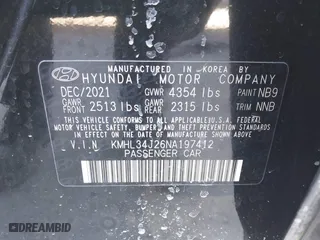 MANUFACTURED IN KOREA BY
HYUNDAI MOTOR COMPANY
DEC/2021 GVWR 4354 lbs PAINT NB9
GAWR FRONT 2513 lbs GAWR REAR 2315 lbs TRIM NNB
THIS VEHICLE CONFORMS TO ALL APPLICABLE
FEDERAL MOTOR VEHICLE SAFETY, BUMPER, AND
THEFT PREVENTION STANDARDS IN EFFECT ON
THE DATE OF MANUFACTURE SHOWN ABOVE.
V.I.N KMHL34J26NA197412
PASSENGER CAR
DREAMBID